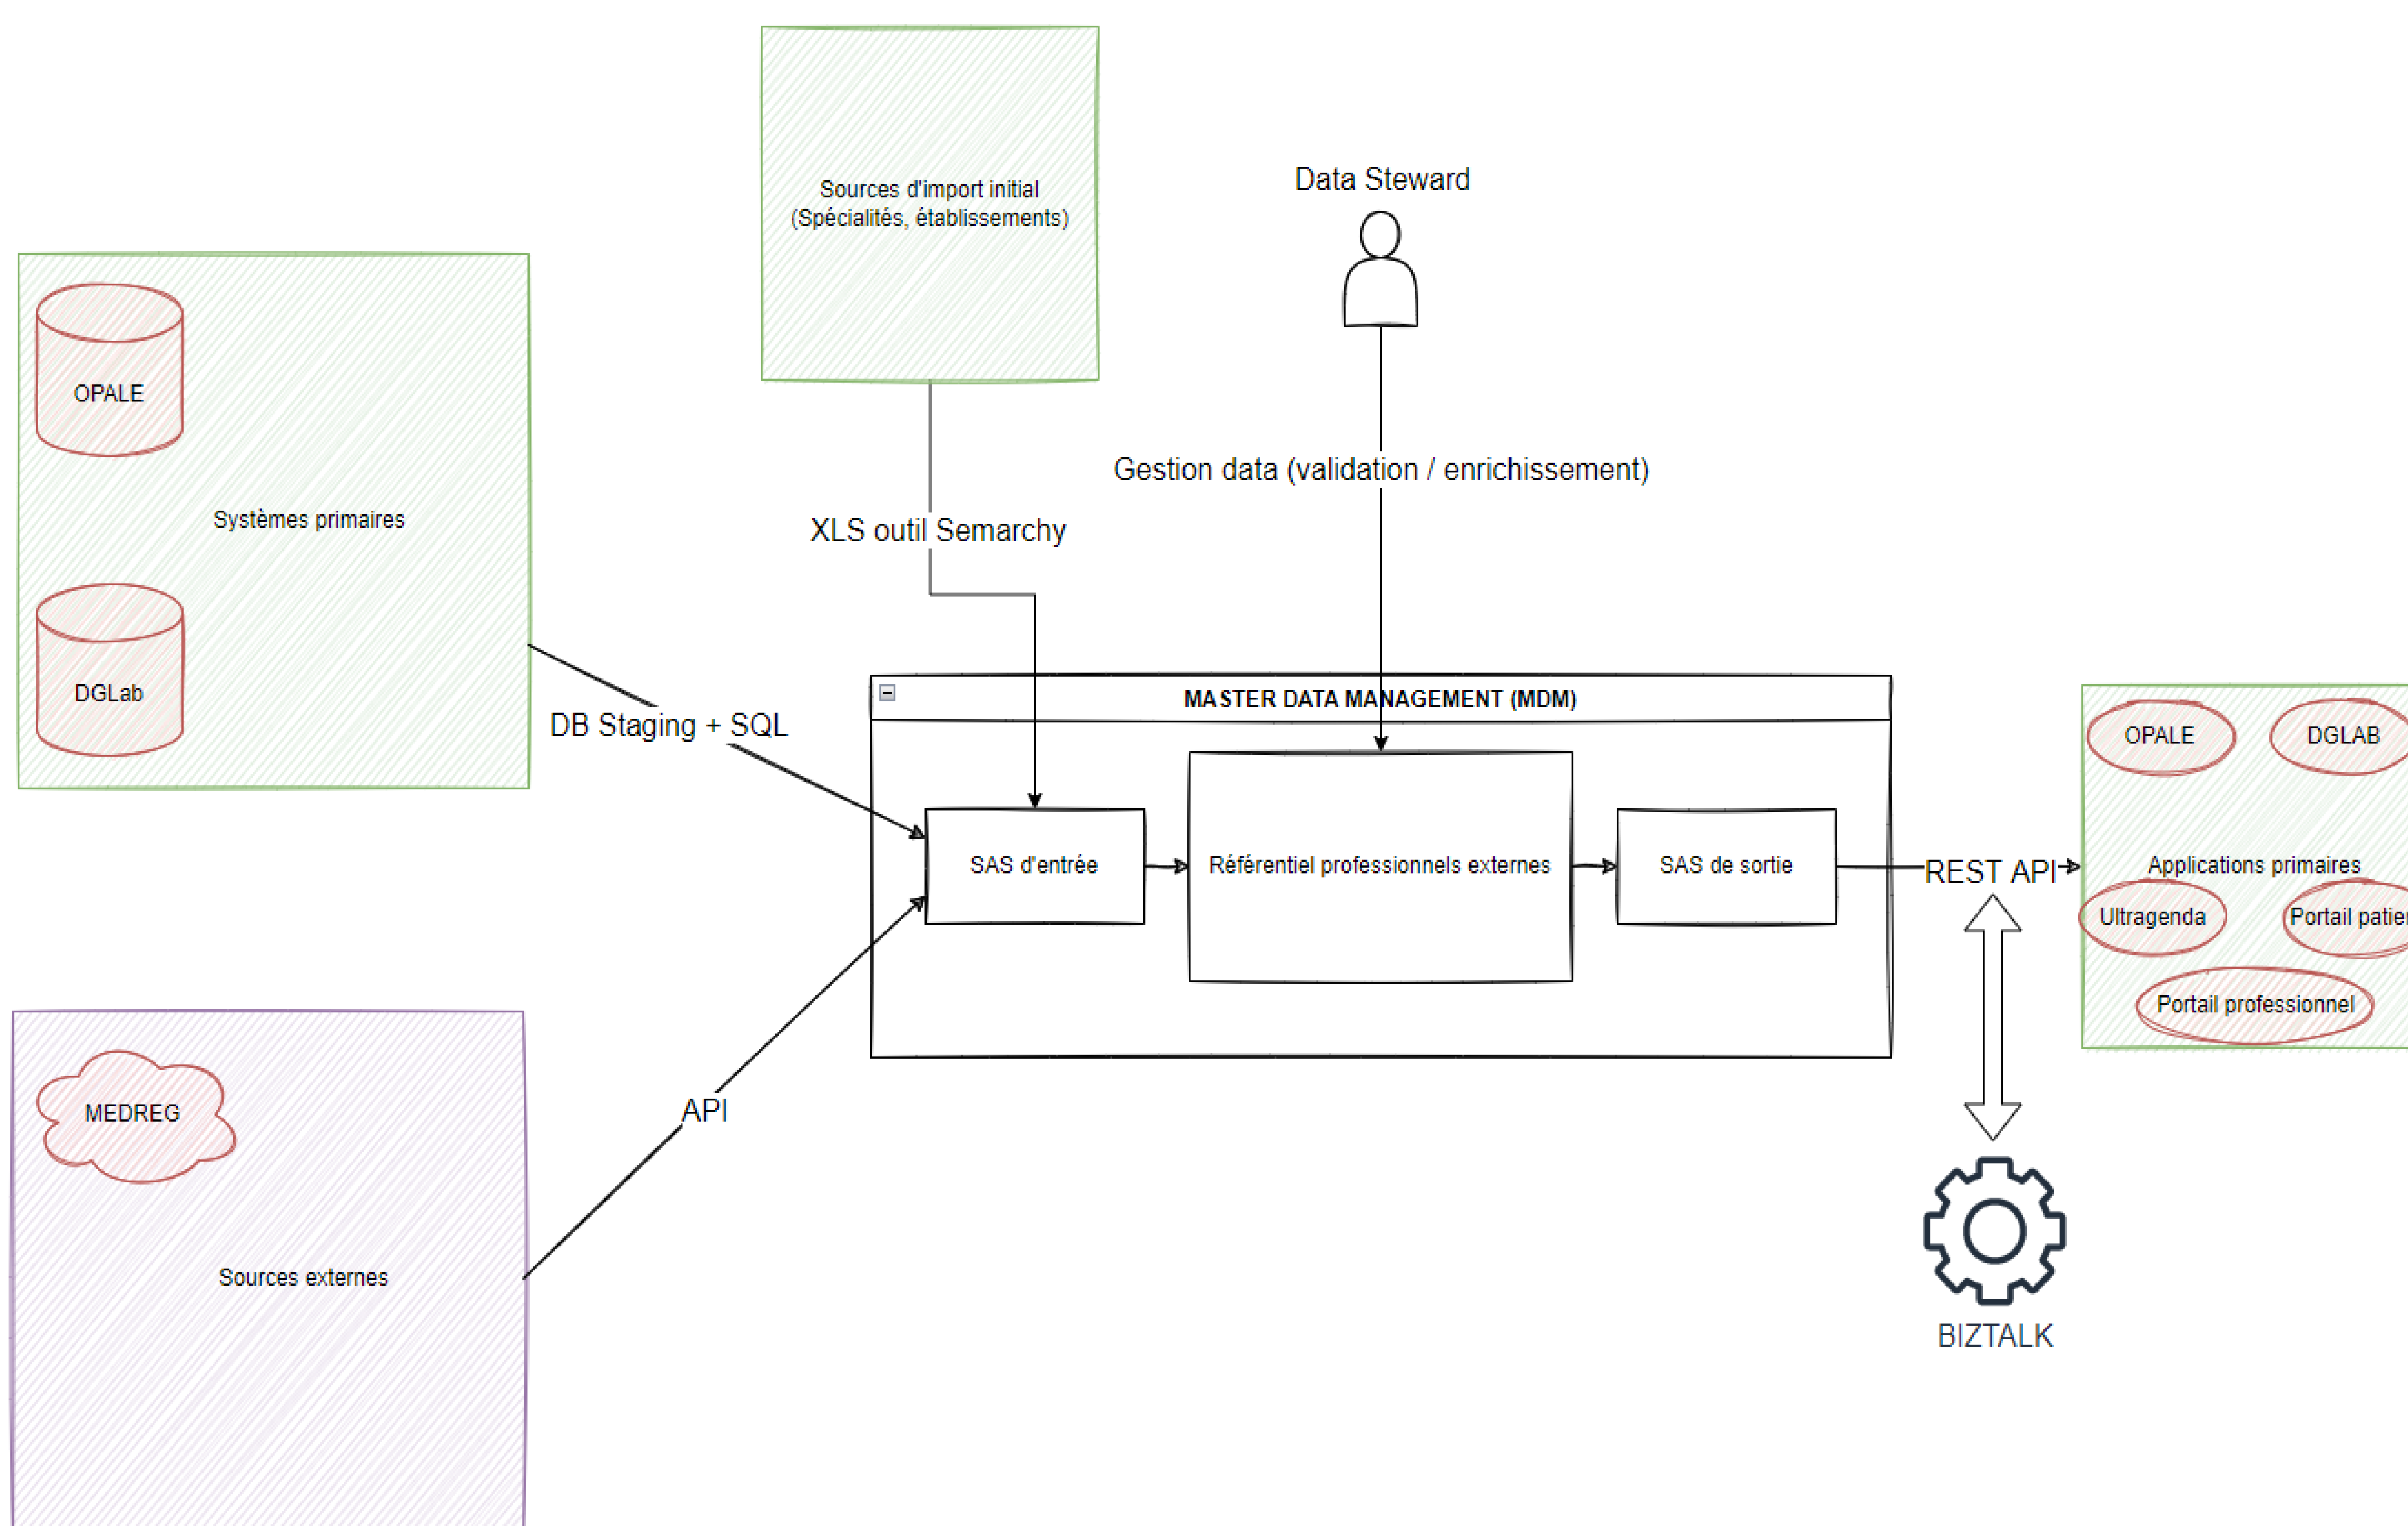 Sources d'import initial
(Spécialités, établissements)
Data Steward
OPALE
Systèmes primaires
DGLab
Gestion data (validation / enrichissement)
XLS outil Semarchy
DB Staging + SQL
MASTER DATA MANAGEMENT (MDM)
SAS d'entrée
Référentiel professionnels externes
SAS de sortie
REST API
OPALE
DGLAB
Applications primaires
Ultragenda
Portail
Portail professionnel
API
MEDREG
Sources externes
BIZTALK